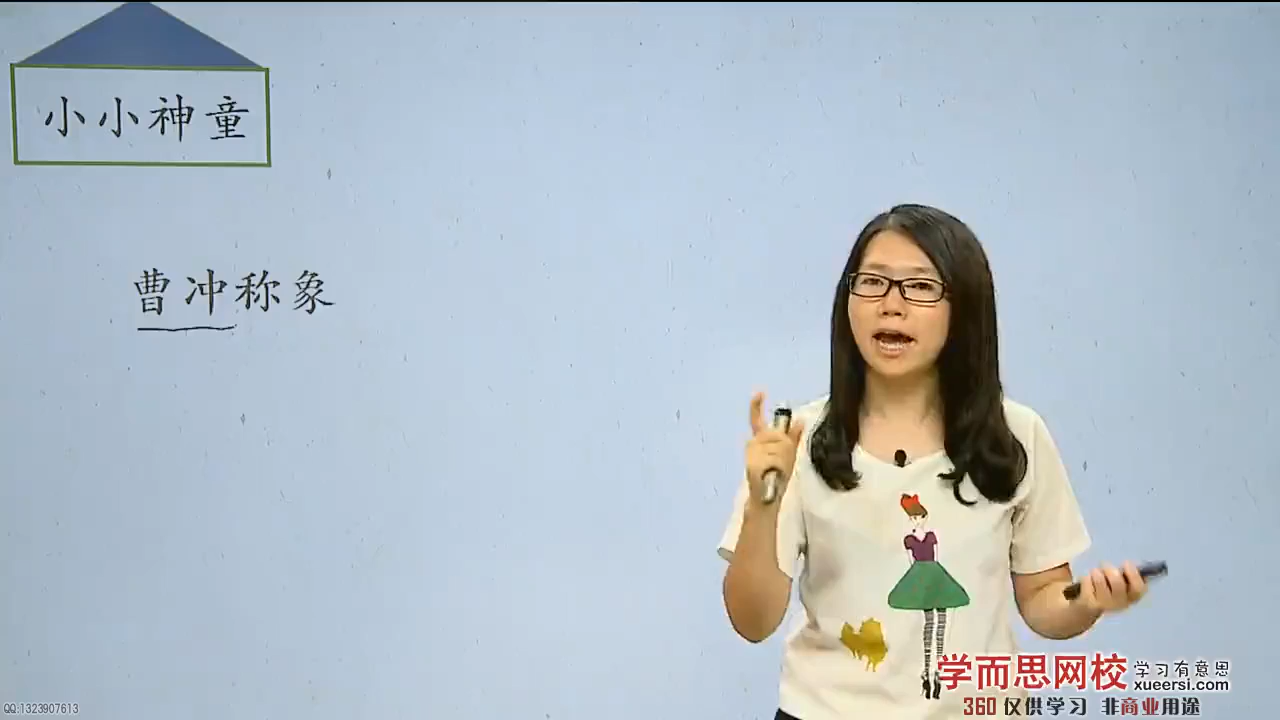 小小神童
曹冲称象
学而思网校 学习有意思
xueersi.com
360 仅供学习 非商业用途
QQ:1323907613